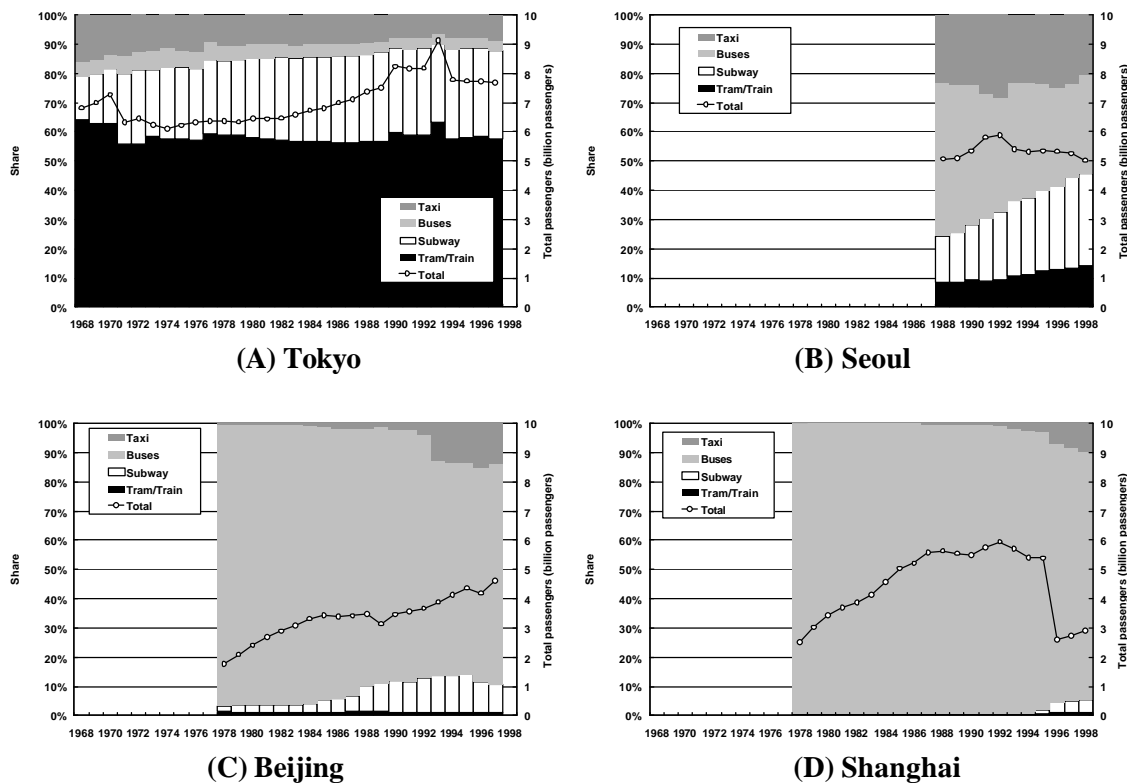 100%
90%
80%
70%
60%
50%
40%
30%
20%
10%
0%
Share
10
9
8
7
6
5
4
3
2
1
0
Total passengers (billion passengers)
Taxi
Buses
Subway
Tram/Train
Total
1968 1970 1972 1974 1976 1978 1980 1982 1984 1986 1988 1990 1992 1994 1996 1998
(A) Tokyo
100%
90%
80%
70%
60%
50%
40%
30%
20%
10%
0%
Share
10
9
8
7
6
5
4
3
2
1
0
Total passengers (billion passengers)
Taxi
Buses
Subway
Tram/Train
Total
1968 1970 1972 1974 1976 1978 1980 1982 1984 1986 1988 1990 1992 1994 1996 1998
(B) Seoul
100%
90%
80%
70%
60%
50%
40%
30%
20%
10%
0%
Share
10
9
8
7
6
5
4
3
2
1
0
Total passengers (billion passengers)
Taxi
Buses
Subway
Tram/Train
Total
1968 1970 1972 1974 1976 1978 1980 1982 1984 1986 1988 1990 1992 1994 1996 1998
(C) Beijing
100%
90%
80%
70%
60%
50%
40%
30%
20%
10%
0%
Share
10
9
8
7
6
5
4
3
2
1
0
Total passengers (billion passengers)
Taxi
Buses
Subway
Tram/Train
Total
1968 1970 1972 1974 1976 1978 1980 1982 1984 1986 1988 1990 1992 1994 1996 1998
(D) Shanghai